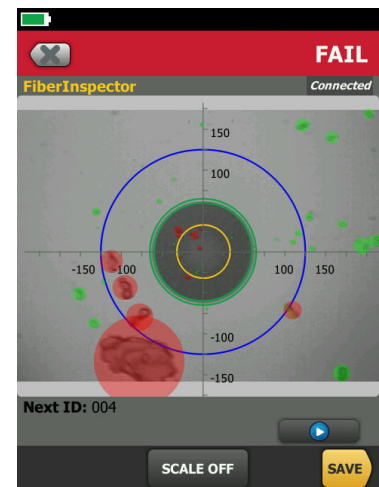 FAIL
FiberInspector Connected
150
100
-150 -100 100 150
-100
-150
Next ID: 004
SCALE OFF SAVE